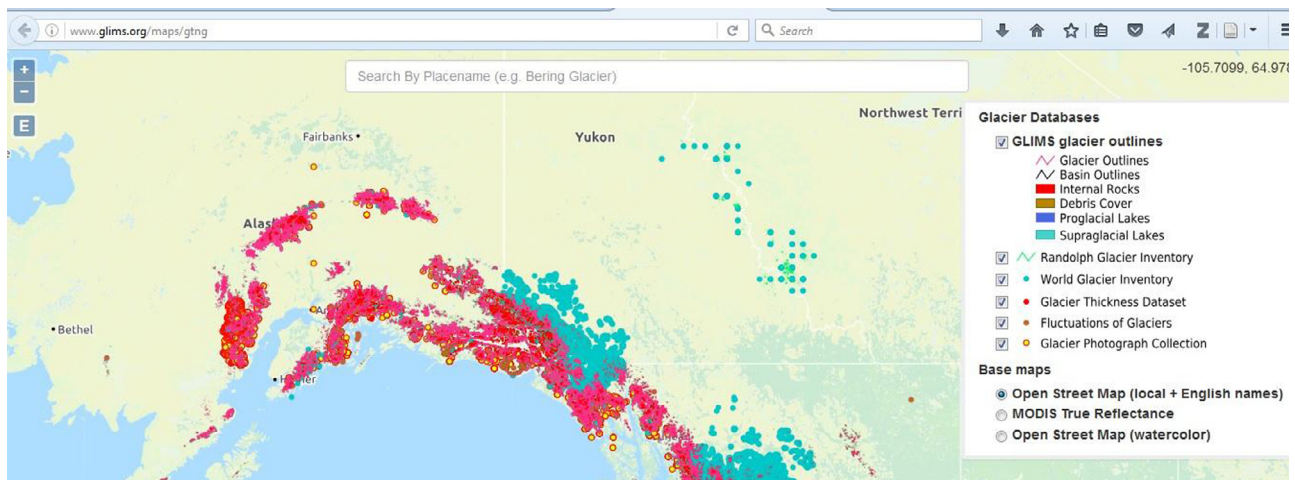 www.glims.org/maps/gtng
Search
Search By Placename (e.g. Bering Glacier)
-105.7099, 64.978
+
−
E
Northwest Terri
Fairbanks
Yukon
Alas
Bethel
Glacier Databases
GLIMS glacier outlines
Glacier Outlines
Basin Outlines
Internal Rocks
Debris Cover
Proglacial Lakes
Supraglacial Lakes
Randolph Glacier Inventory
World Glacier Inventory
Glacier Thickness Dataset
Fluctuations of Glaciers
Glacier Photograph Collection
Base maps
Open Street Map (local + English names)
MODIS True Reflectance
Open Street Map (watercolor)